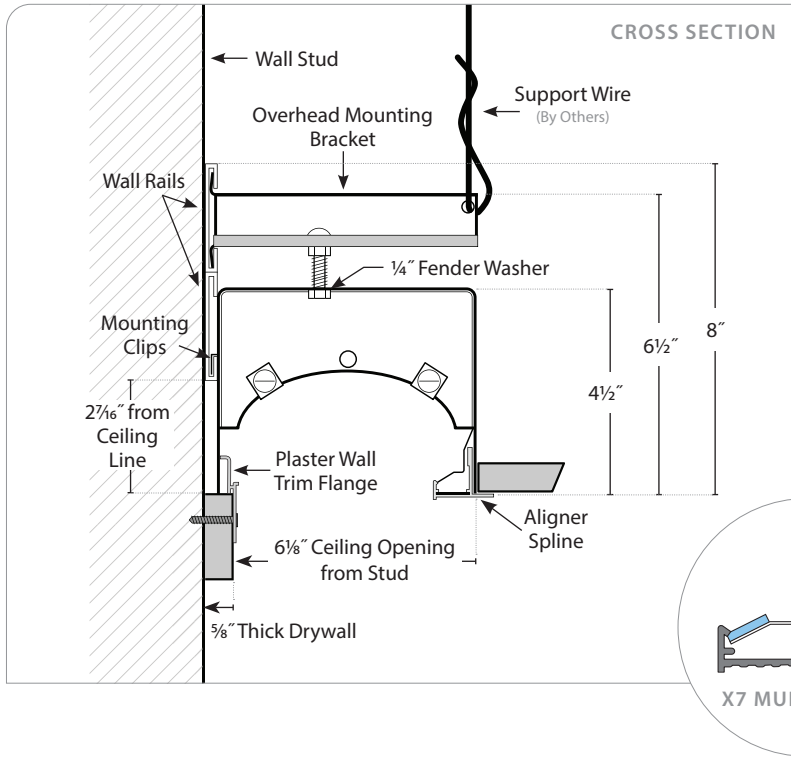 CROSS SECTION
Wall Stud
Support Wire
(By Others)
Overhead Mounting
Bracket
Wall Rails
¼″ Fender Washer
Mounting
Clips
8″
6½″
4½″
2⁷⁄₁₆″ from
Ceiling
Line
Plaster Wall
Trim Flange
Aligner
Spline
6⅛″ Ceiling Opening
from Stud
⅝″ Thick Drywall
X7